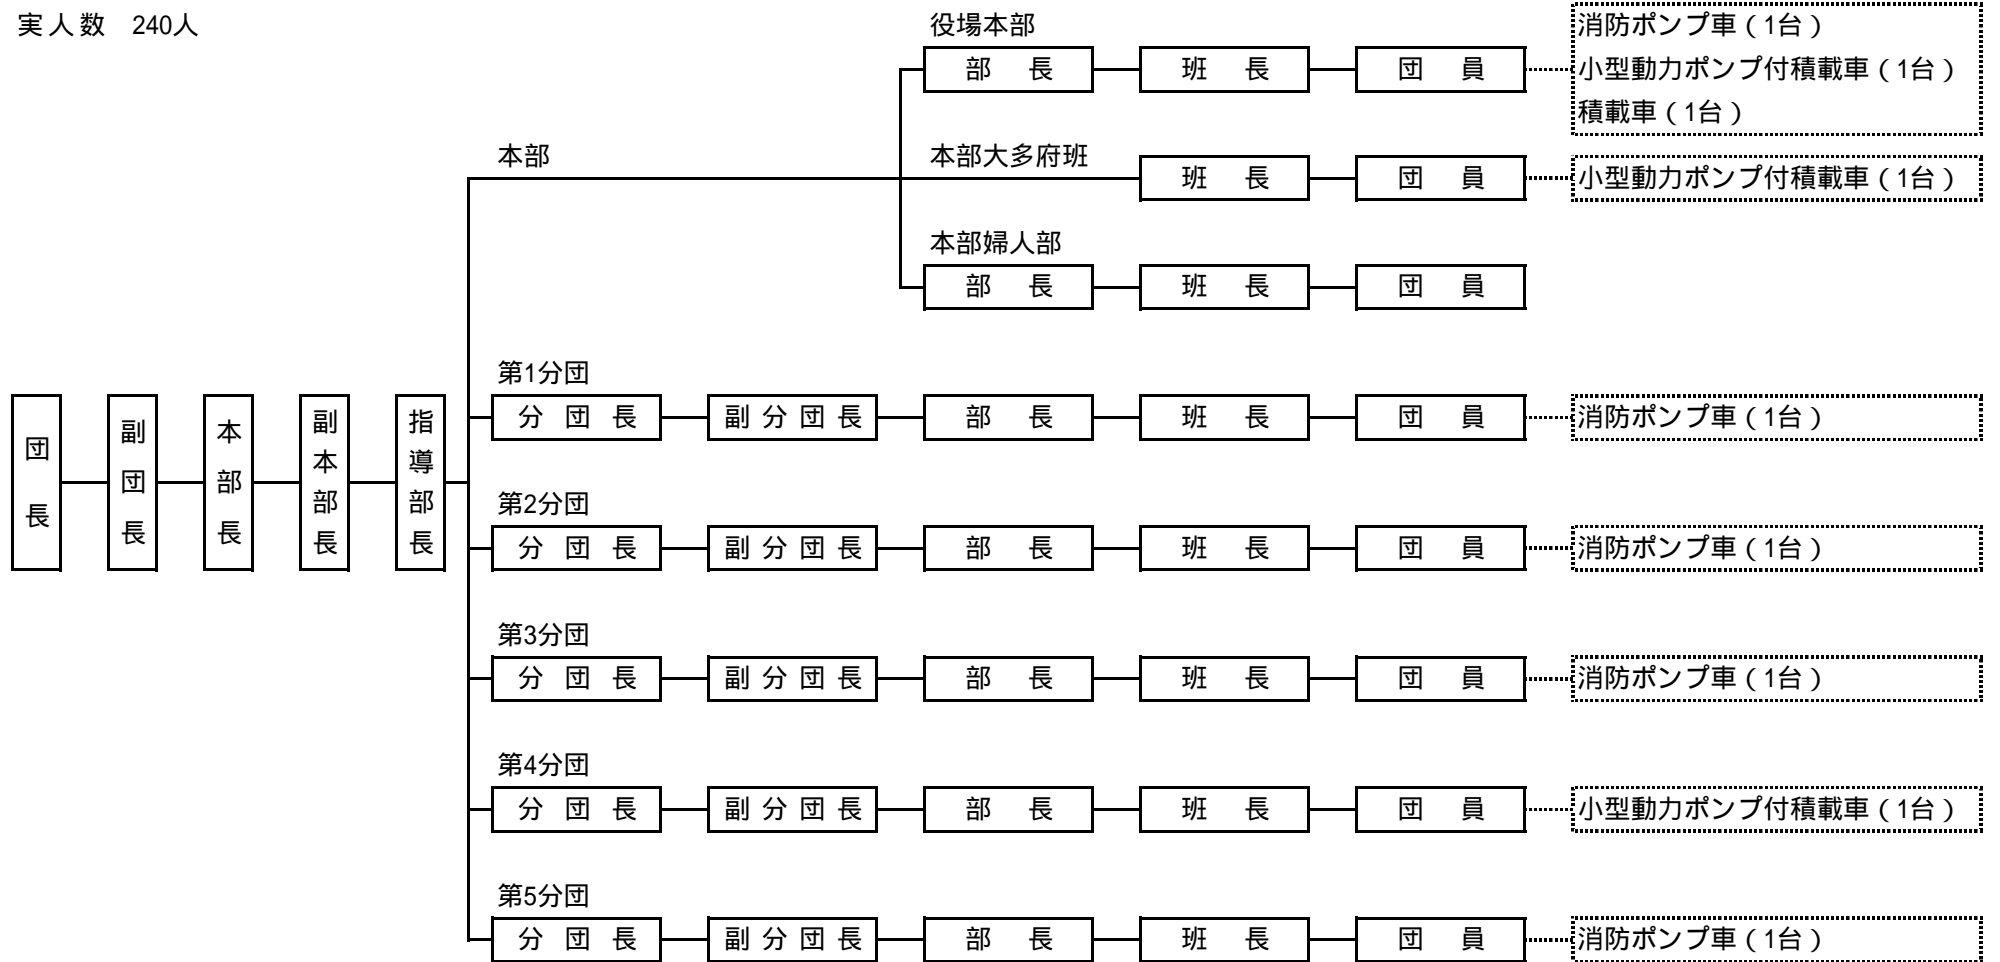 実人数 240人
役場本部
部長 班長 団員 消防ポンプ車(1台)
小型動力ポンプ付積載車(1台)
積載車(1台)
本部
本部大多府班
班長 団員 小型動力ポンプ付積載車(1台)
本部婦人部
部長 班長 団員
団長 副団長 本部長 副本部長 指導部長
第1分団
分団長 副分団長 部長 班長 団員 消防ポンプ車(1台)
第2分団
分団長 副分団長 部長 班長 団員 消防ポンプ車(1台)
第3分団
分団長 副分団長 部長 班長 団員 消防ポンプ車(1台)
第4分団
分団長 副分団長 部長 班長 団員 小型動力ポンプ付積載車(1台)
第5分団
分団長 副分団長 部長 班長 団員 消防ポンプ車(1台)